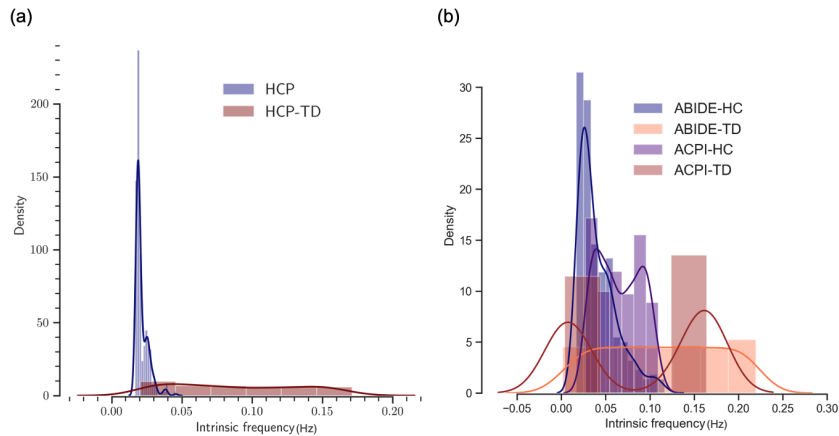 (a)
HCP
HCP-TD
200
150
100
50
0
Density
0.00 0.05 0.10 0.15 0.20
Intrinsic frequency(Hz)
(b)
ABIDE-HC
ABIDE-TD
ACPI-HC
ACPI-TD
30
25
20
15
10
5
0
Density
−0.05 0.00 0.05 0.10 0.15 0.20 0.25 0.30
Intrinsic frequency(Hz)